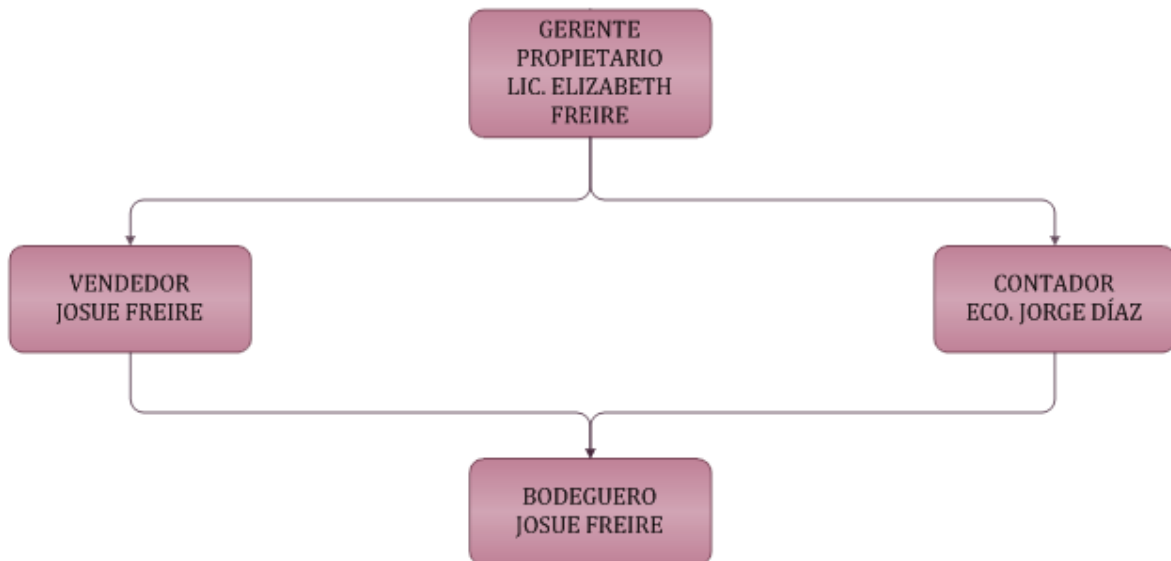 GERENTE
PROPIETARIO
LIC. ELIZABETH
FREIRE
VENDEDOR
JOSUE FREIRE
CONTADOR
ECO. JORGE DÍAZ
BODEGUERO
JOSUE FREIRE